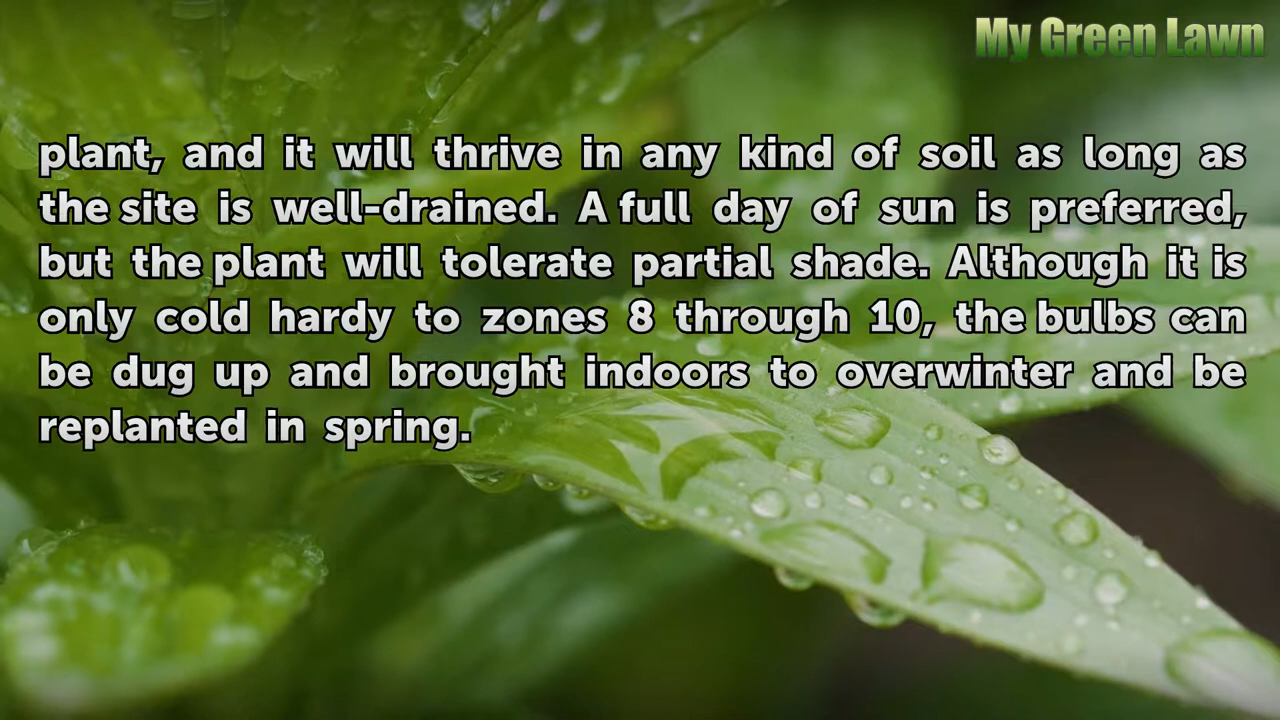 My Green Lawn
plant, and it will thrive in any kind of soil as long as
the site is well-drained. A full day of sun is preferred,
but the plant will tolerate partial shade. Although it is
only cold hardy to zones 8 through 10, the bulbs can
be dug up and brought indoors to overwinter and be
replanted in spring.